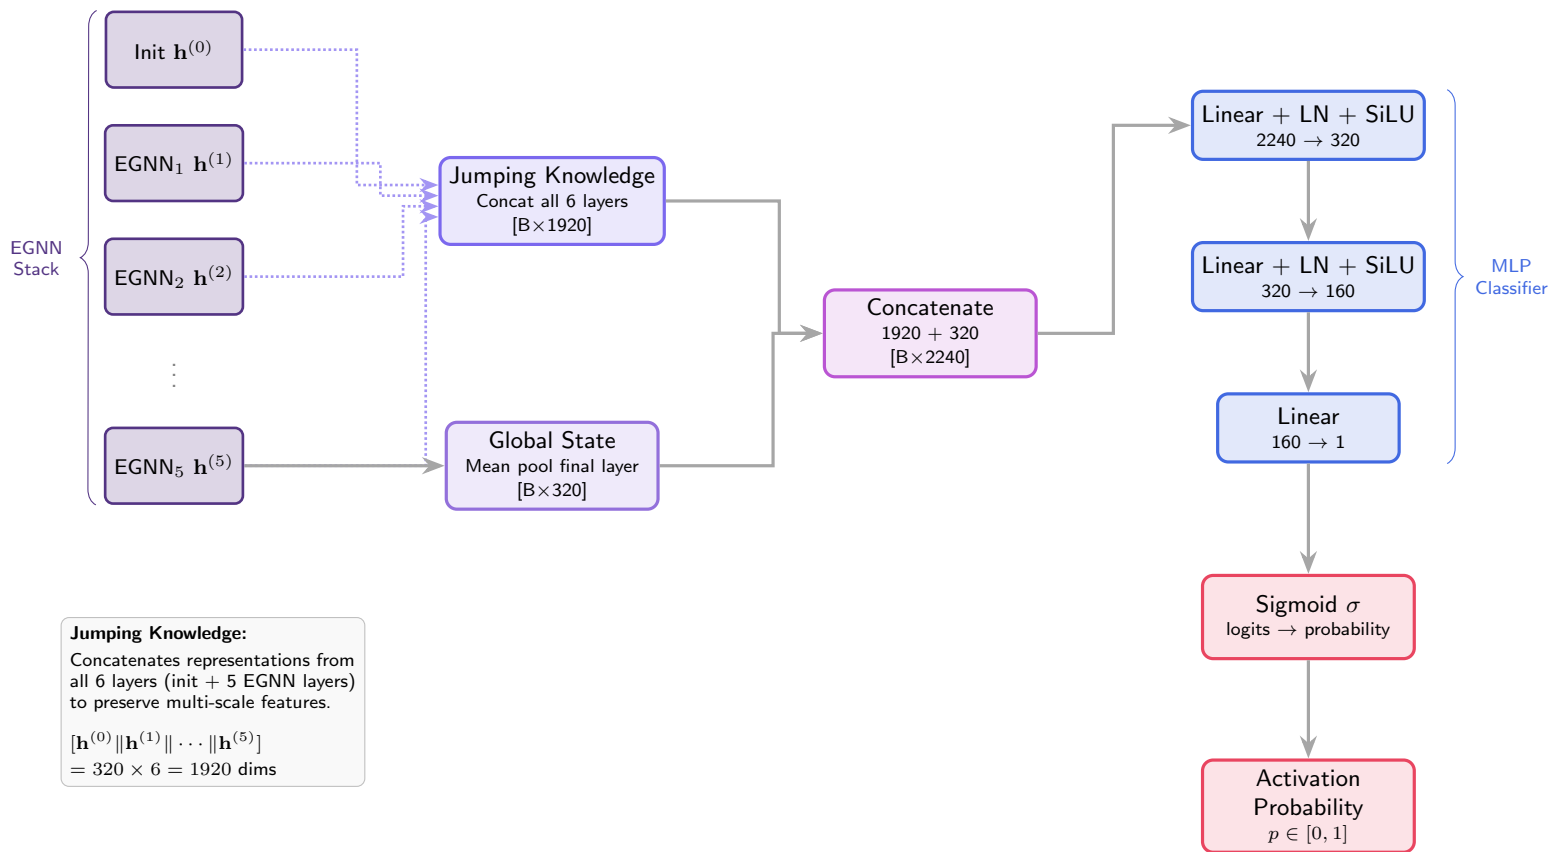 Init h^(0)
EGNN₁ h^(1)
EGNN₂ h^(2)
⋮
EGNN₅ h^(5)
EGNN
Stack
Jumping Knowledge
Concat all 6 layers
[B×1920]
Global State
Mean pool final layer
[B×320]
Concatenate
1920 + 320
[B×2240]
Linear + LN + SiLU
2240 → 320
Linear + LN + SiLU
320 → 160
Linear
160 → 1
MLP
Classifier
Sigmoid σ
logits → probability
Activation
Probability
p ∈ [0, 1]
Jumping Knowledge:
Concatenates representations from
all 6 layers (init + 5 EGNN layers)
to preserve multi-scale features.
[h^(0)‖h^(1)‖ · · · ‖h^(5)]
= 320 × 6 = 1920 dims